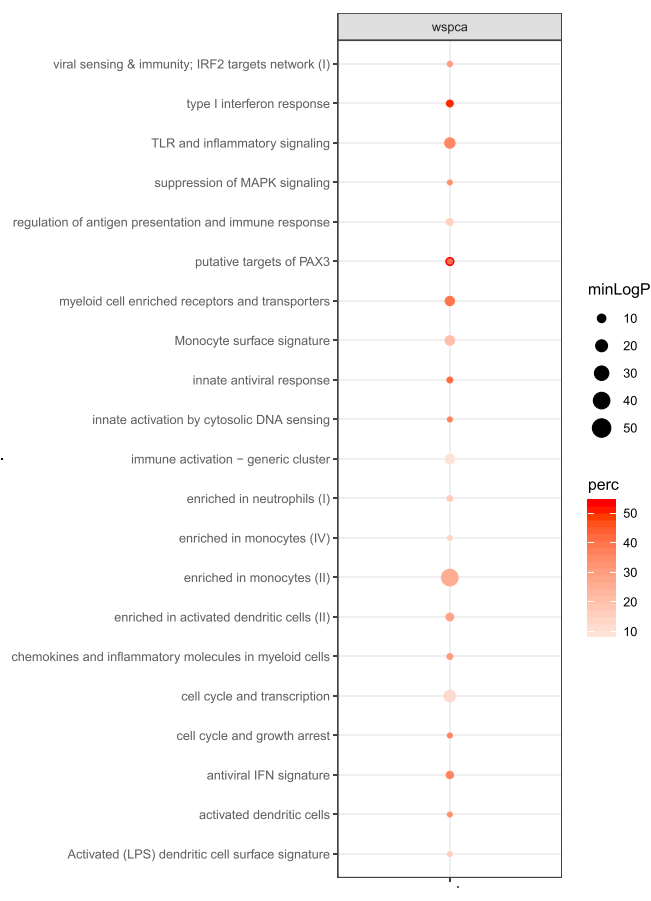 wspca
viral sensing & immunity; IRF2 targets network (I)
type I interferon response
TLR and inflammatory signaling
suppression of MAPK signaling
regulation of antigen presentation and immune response
putative targets of PAX3
myeloid cell enriched receptors and transporters
Monocyte surface signature
innate antiviral response
innate activation by cytosolic DNA sensing
immune activation − generic cluster
enriched in neutrophils (I)
enriched in monocytes (IV)
enriched in monocytes (II)
enriched in activated dendritic cells (II)
chemokines and inflammatory molecules in myeloid cells
cell cycle and transcription
cell cycle and growth arrest
antiviral IFN signature
activated dendritic cells
Activated (LPS) dendritic cell surface signature
minLogP
10
20
30
40
50
perc
50
40
30
20
10